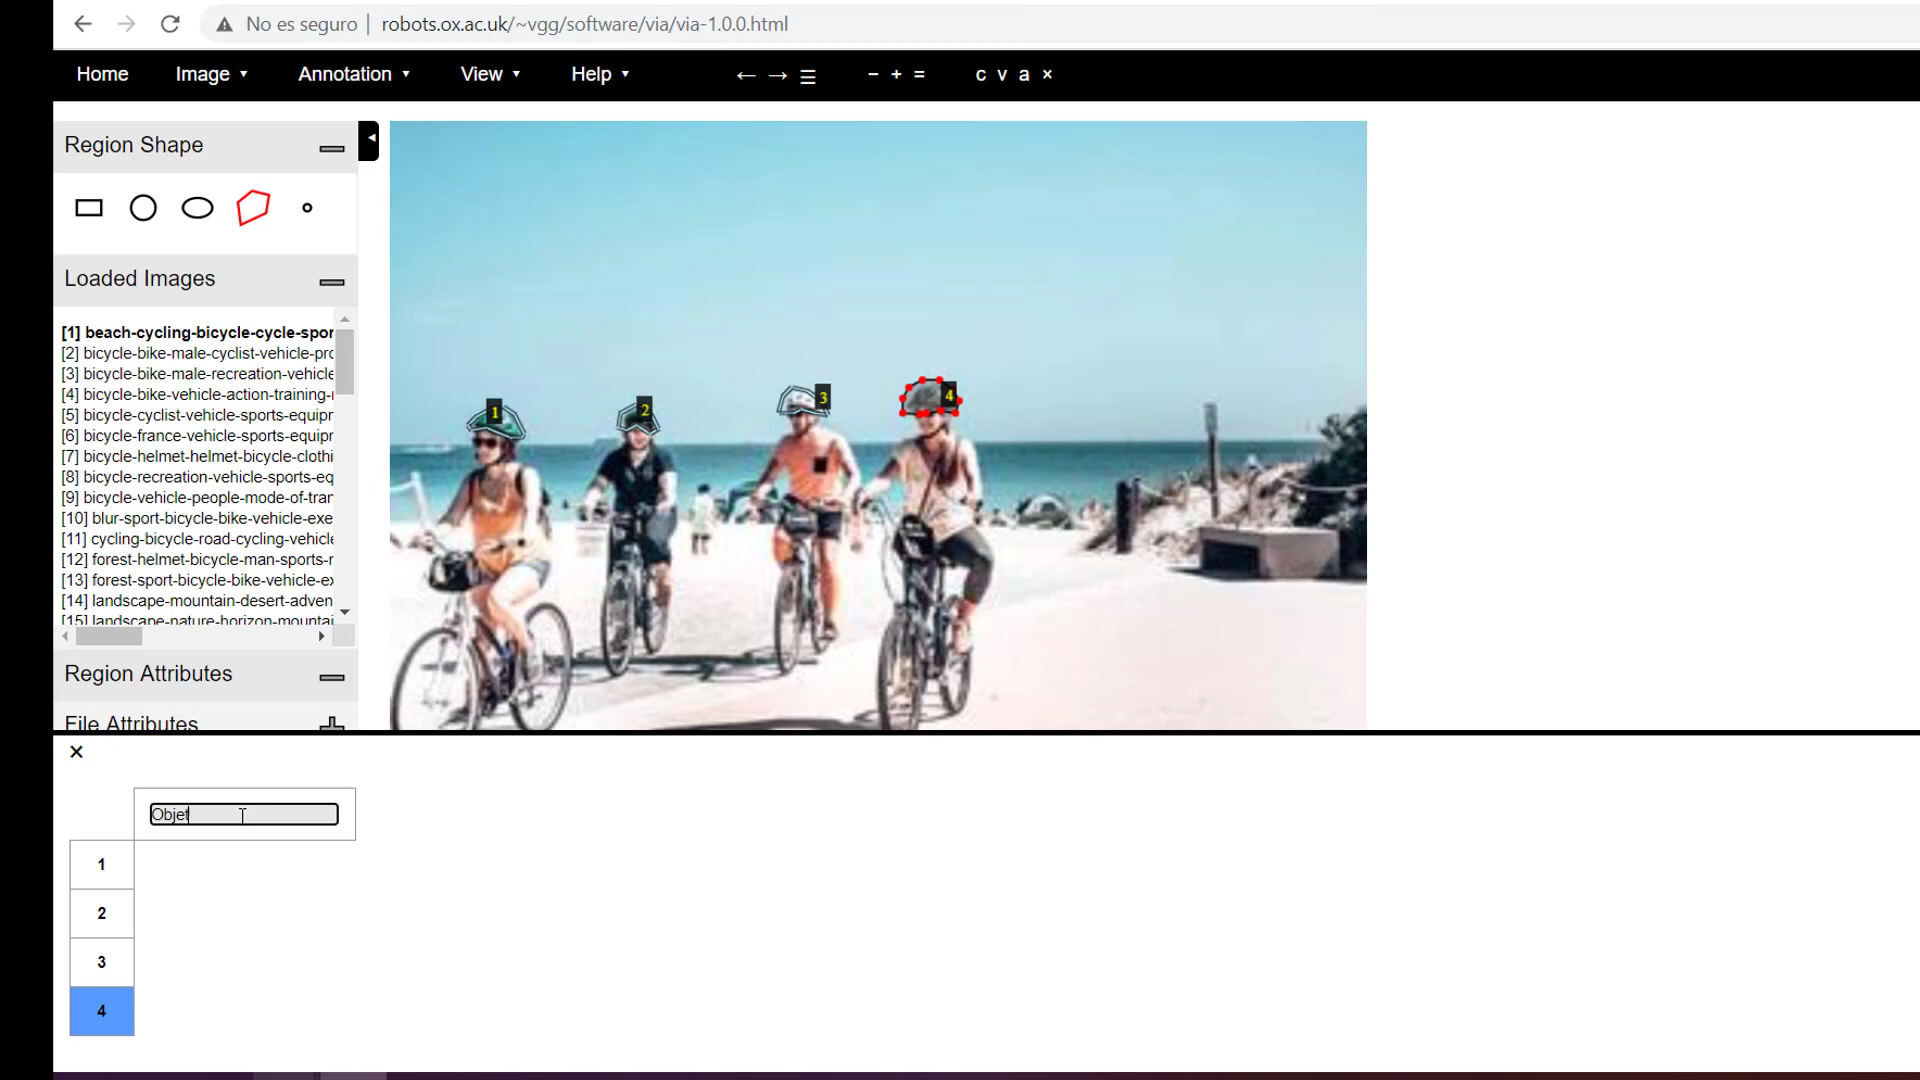 No es seguro | robots.ox.ac.uk/~vgg/software/via/via-1.0.0.html
Home Image ▾ Annotation ▾ View ▾ Help ▾ ← → ☰ − + = c v a ×
Region Shape
Loaded Images
[1] beach-cycling-bicycle-cycle-spor
[2] bicycle-bike-male-cyclist-vehicle-pro
[3] bicycle-bike-male-recreation-vehicle
[4] bicycle-bike-vehicle-action-training-
[5] bicycle-cyclist-vehicle-sports-equipr
[6] bicycle-france-vehicle-sports-equipr
[7] bicycle-helmet-helmet-bicycle-clothi
[8] bicycle-recreation-vehicle-sports-eq
[9] bicycle-vehicle-people-mode-of-tran
[10] blur-sport-bicycle-bike-vehicle-exe
[11] cycling-bicycle-road-cycling-vehicle
[12] forest-helmet-bicycle-man-sports-r
[13] forest-sport-bicycle-bike-vehicle-ex
[14] landscape-mountain-desert-adven
[15] landscape-nature-horizon-mountai
Region Attributes
File Attributes
1
2
3
4
×
Objet
1
2
3
4